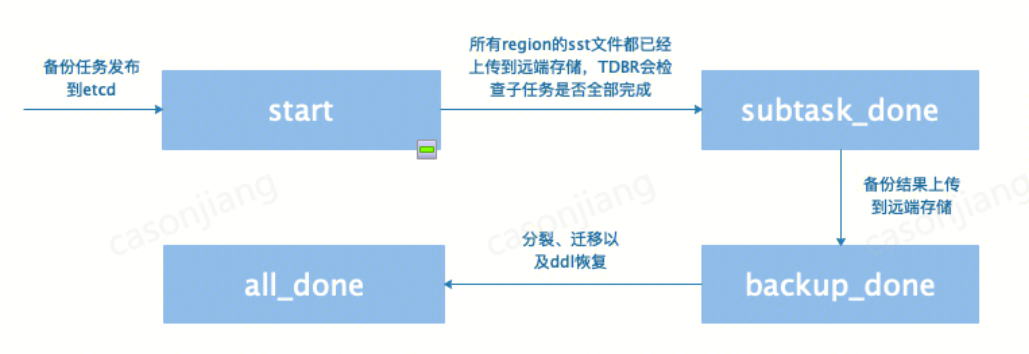 备份任务发布
到etcd
start
所有region的sst文件都已经
上传到远端存储，TDBR会检
查子任务是否全部完成
subtask_done
备份结果上传
到远端存储
backup_done
分裂、迁移以
及ddl恢复
all_done
casonjiang
casonjiang
casonjiang